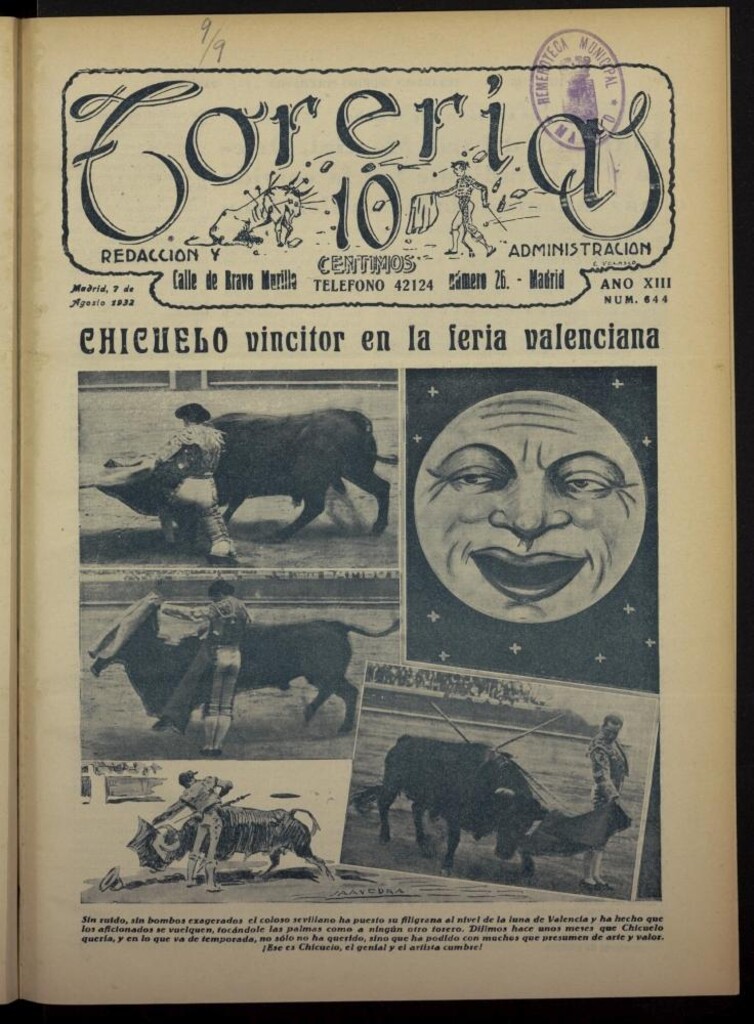 9/9
HEMEROTECA MUNICIPAL
Torerias
10
CENTIMOS
REDACCION Y ADMINISTRACION
Calle de Bravo Murillo TELEFONO 42124 número 26. - Madrid
Madrid, 7 de
Agosto 1932
AÑO XIII
NUM. 644
CHICUELO vincitor en la feria valenciana
SAAVEDRA
Sin ruido, sin bombos exagerados el coloso sevillano ha puesto su filigrana al nivel de la luna de Valencia y ha hecho que
los aficionados se vuelquen, tocándole las palmas como a ningún otro torero. Dijimos hace unos meses que Chicuelo
quería, y en lo que va de temporada, no sólo no ha querido, sino que ha podido con muchos que presumen de arte y valor.
¡Ese es Chicuelo, el genial y el artista cumbre!